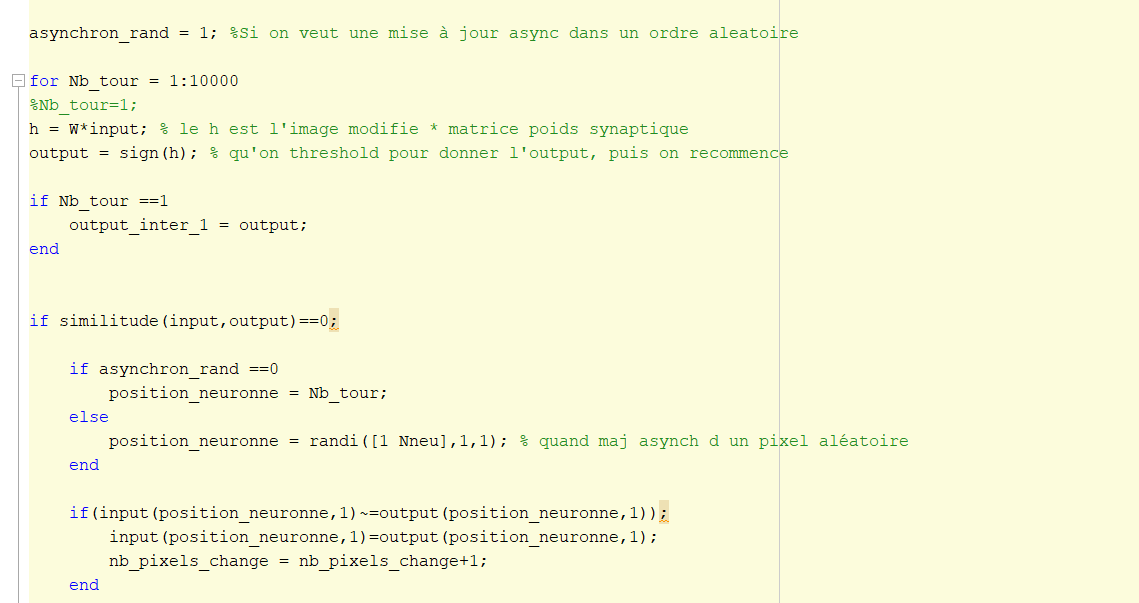 asynchron_rand = 1; %Si on veut une mise à jour async dans un ordre aleatoire
for Nb_tour = 1:10000
%Nb_tour=1;
h = W*input; % le h est l'image modifie * matrice poids synaptique
output = sign(h); % qu'on threshold pour donner l'output, puis on recommence
if Nb_tour ==1
    output_inter_1 = output;
end
if similitude(input,output)==0;
    if asynchron_rand ==0
        position_neuronne = Nb_tour;
    else
        position_neuronne = randi([1 Nneu],1,1); % quand maj asynch d un pixel aléatoire
    end
    if(input(position_neuronne,1)~=output(position_neuronne,1));
        input(position_neuronne,1)=output(position_neuronne,1);
        nb_pixels_change = nb_pixels_change+1;
    end